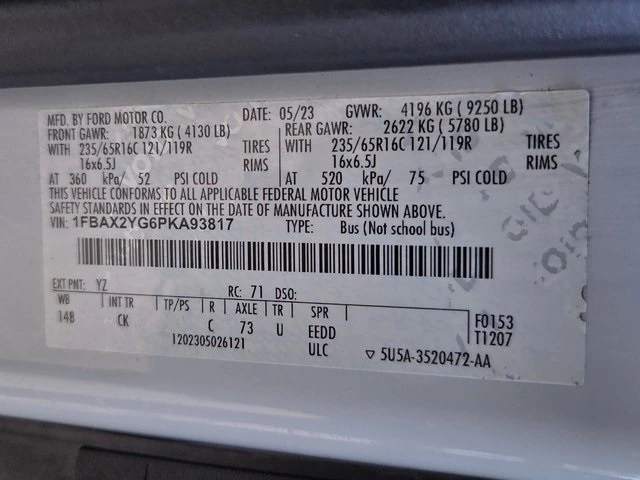 MFD. BY FORD MOTOR CO. DATE: 05/23 GVWR: 4196 KG ( 9250 LB)
FRONT GAWR: 1873 KG ( 4130 LB) REAR GAWR: 2622 KG ( 5780 LB)
WITH 235/65R16C 121/119R TIRES WITH 235/65R16C 121/119R TIRES
16x6.5J RIMS 16x6.5J RIMS
AT 360 kPa/ 52 PSI COLD AT 520 kPa/ 75 PSI COLD
THIS VEHICLE CONFORMS TO ALL APPLICABLE FEDERAL MOTOR VEHICLE
SAFETY STANDARDS IN EFFECT ON THE DATE OF MANUFACTURE SHOWN ABOVE.
VIN: 1FBAX2YG6PKA93817 TYPE: Bus (Not school bus)
EXT PNT: YZ RC: 71 DSO:
WB INT TR TP/PS R AXLE TR SPR F0153
14B CK C 73 U EEDD T1207
1202305026121 ULC ▽ 5U5A-3520472-AA